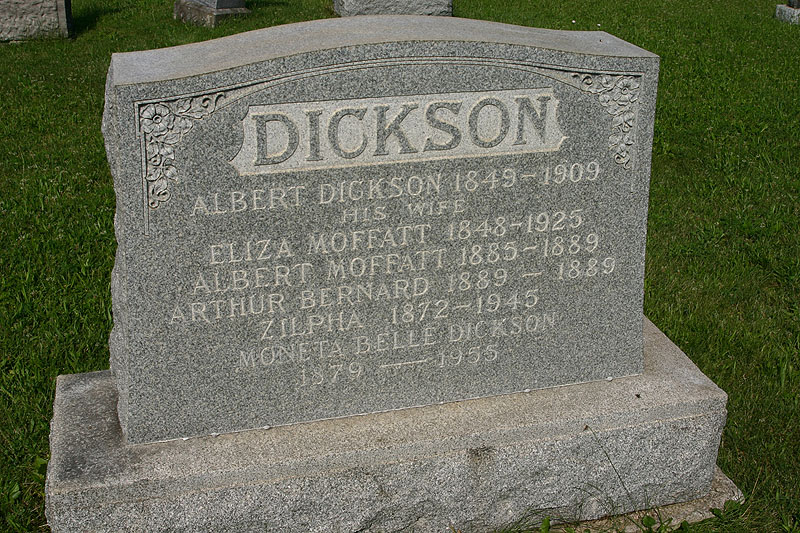 DICKSON
ALBERT DICKSON 1849-1909
HIS WIFE
ELIZA MOFFATT 1848-1925
ALBERT MOFFATT 1885-1889
ARTHUR BERNARD 1889 - 1889
ZILPHA 1872-1945
MONETA BELLE DICKSON
1879 — 1955